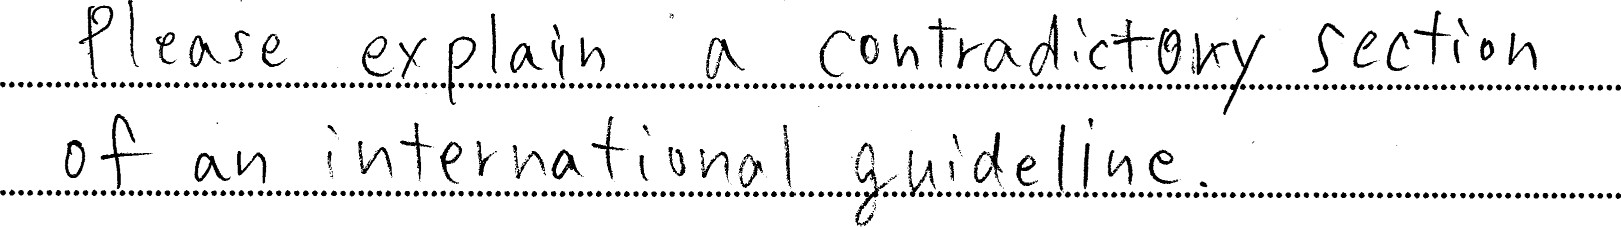 Please explain a contradictory section
of an international guideline.